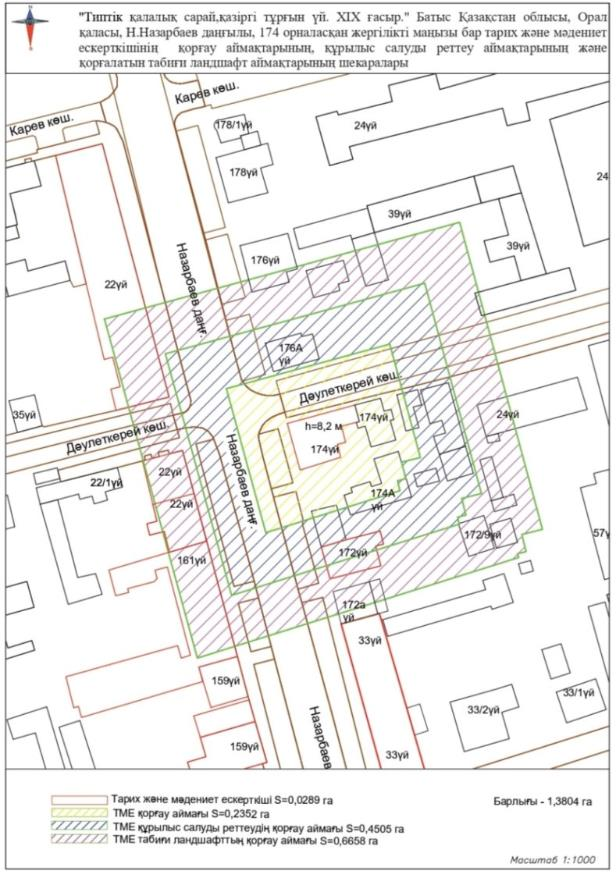 "Типтік қалалық сарай,қазіргі тұрғын үй. XIX ғасыр." Батыс Қазақстан облысы, Орал
қаласы, Н.Назарбаев даңғылы, 174 орналасқан жергілікті маңызы бар тарих және мәдениет
ескерткішінің қорғау аймақтарының, құрылыс салуды реттеу аймақтарының және
қорғалатын табиғи ландшафт аймақтарының шекаралары
Карев көш.
Карев көш.
178/1үй
24үй
178үй
24
39үй
39үй
176үй
Назарбаев даңғ.
22үй
176А
үй
Дәулеткерей көш.
35үй
174үй
24үй
h=8,2 м
174үй
Дәулеткерей көш.
Назарбаев даңғ.
22үй
22/1үй
174А
үй
22үй
172/9үй
57ү
172үй
161үй
172а
үй
33үй
159үй
33/1үй
33/2үй
Назарбаев
159үй
33үй
Тарих және мәдениет ескерткіші S=0,0289 га
Барлығы - 1,3804 га
ТМЕ қорғау аймағы S=0,2352 га
ТМЕ құрылыс салуды реттеудің қорғау аймағы S=0,4505 га
ТМЕ табиғи ландшафттың қорғау аймағы S=0,6658 га
Масштаб 1:1000